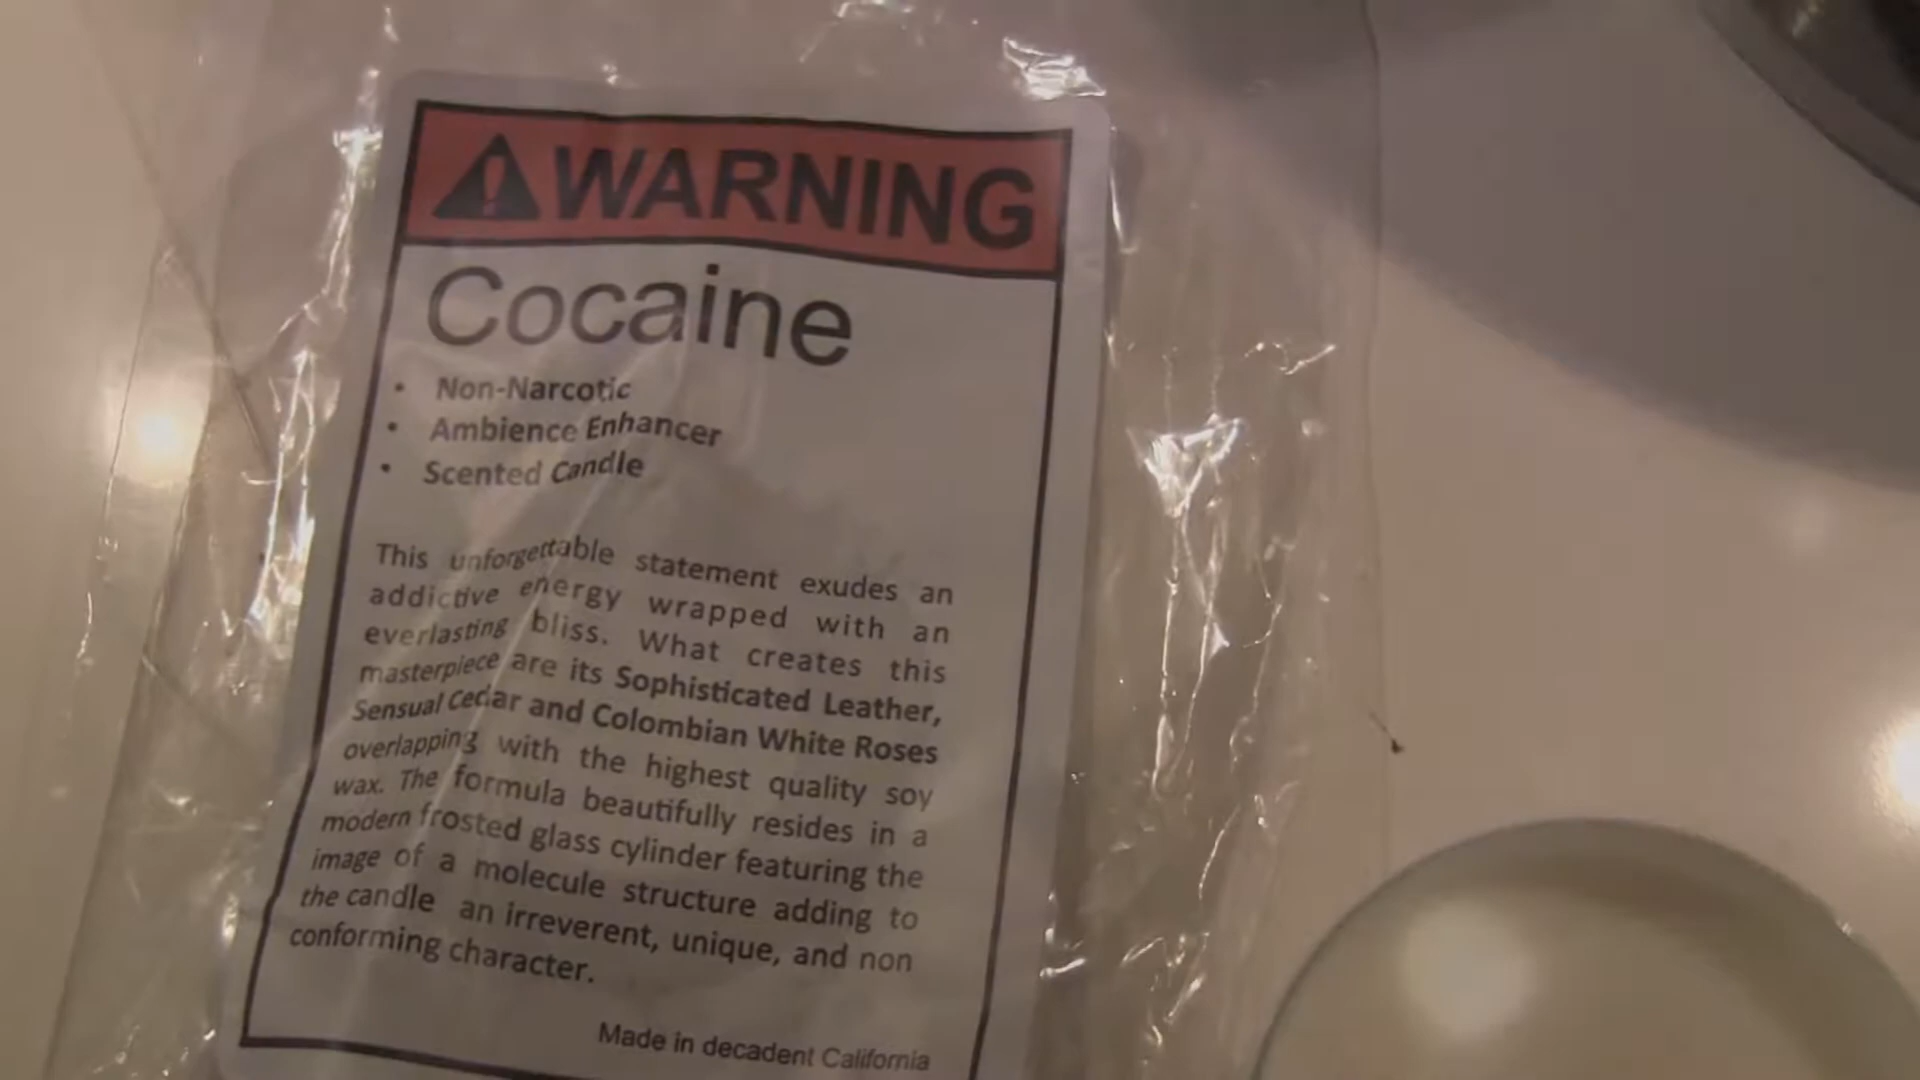 WARNING
Cocaine
• Non-Narcotic
• Ambience Enhancer
• Scented Candle
This unforgettable statement exudes an
addictive energy wrapped with an
everlasting bliss. What creates this
masterpiece are its Sophisticated Leather,
Sensual Cedar and Colombian White Roses
overlapping with the highest quality soy
wax. The formula beautifully resides in a
modern frosted glass cylinder featuring the
image of a molecule structure adding to
the candle an irreverent, unique, and non
conforming character.
Made in decadent California